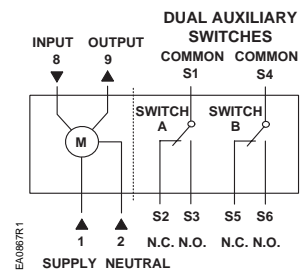 DUAL AUXILIARY
SWITCHES
INPUT OUTPUT
8 9
COMMON COMMON
S1 S4
SWITCH
A
SWITCH
B
M
1 2
S2 S3 S5 S6
N.C. N.O. N.C. N.O.
SUPPLY NEUTRAL
EA0867R1